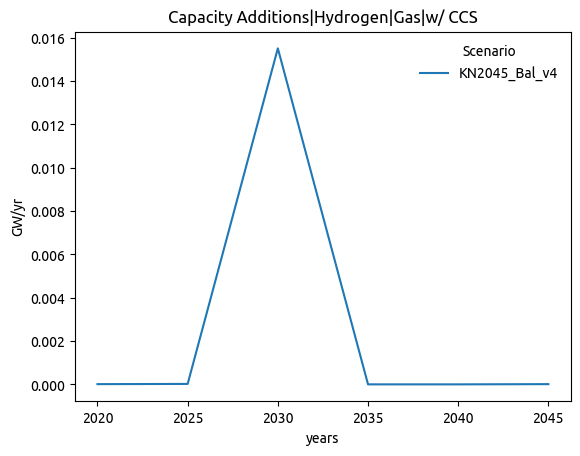 Capacity Additions|Hydrogen|Gas|w/ CCS
Scenario
KN2045_Bal_v4
GW/yr
0.016
0.014
0.012
0.010
0.008
0.006
0.004
0.002
0.000
2020 2025 2030 2035 2040 2045
years